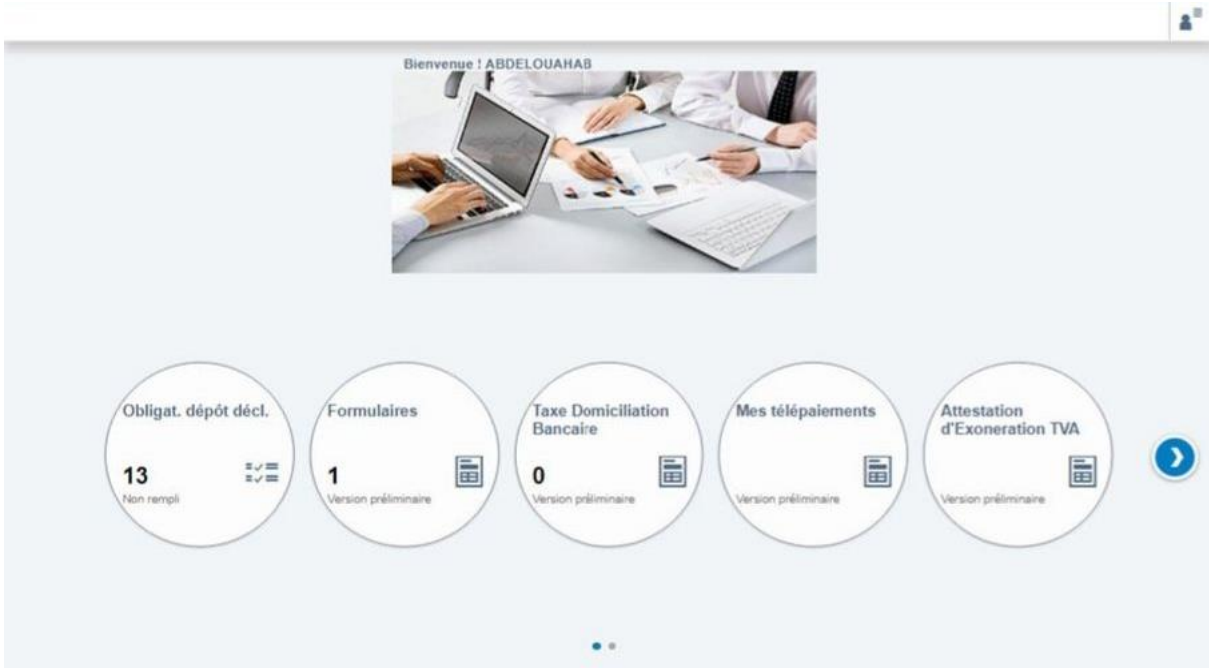 Bienvenue ! ABDELOUAHAB
Obligat. dépôt décl.
13
Non rempli
Formulaires
1
Version préliminaire
Taxe Domiciliation
Bancaire
0
Version préliminaire
Mes télépaiements
Version préliminaire
Attestation
d'Exoneration TVA
Version préliminaire